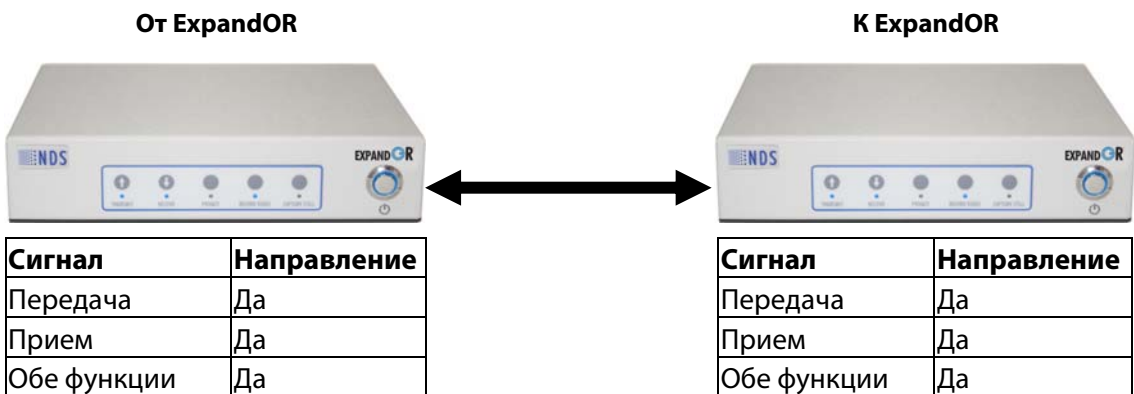 От ExpandOR
К ExpandOR
NDS
EXPANDOR
NDS
EXPANDOR
Сигнал Направление
Передача Да
Прием Да
Обе функции Да
Сигнал Направление
Передача Да
Прием Да
Обе функции Да